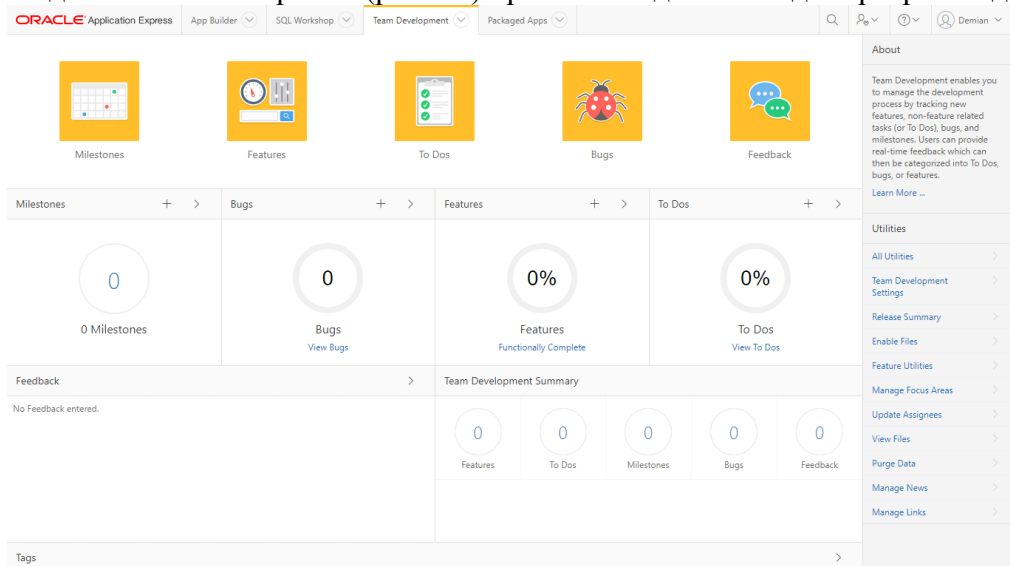 ORACLE Application Express App Builder SQL Workshop Team Development Packaged Apps Demian
Milestones
Features
To Dos
Bugs
Feedback
Milestones
Bugs
Features
To Dos
0
0 Milestones
0
Bugs
View Bugs
0%
Features
Functionally Complete
0%
To Dos
View To Dos
Feedback
No Feedback entered.
Team Development Summary
0
Features
0
To Dos
0
Milestones
0
Bugs
0
Feedback
Tags
About
Team Development enables you
to manage the development
process by tracking new
features, non-feature related
tasks (or To Dos), bugs, and
milestones. Users can provide
real-time feedback which can
then be categorized into To Dos,
bugs, or features.
Learn More ...
Utilities
All Utilities
Team Development
Settings
Release Summary
Enable Files
Feature Utilities
Manage Focus Areas
Update Assignees
View Files
Purge Data
Manage News
Manage Links